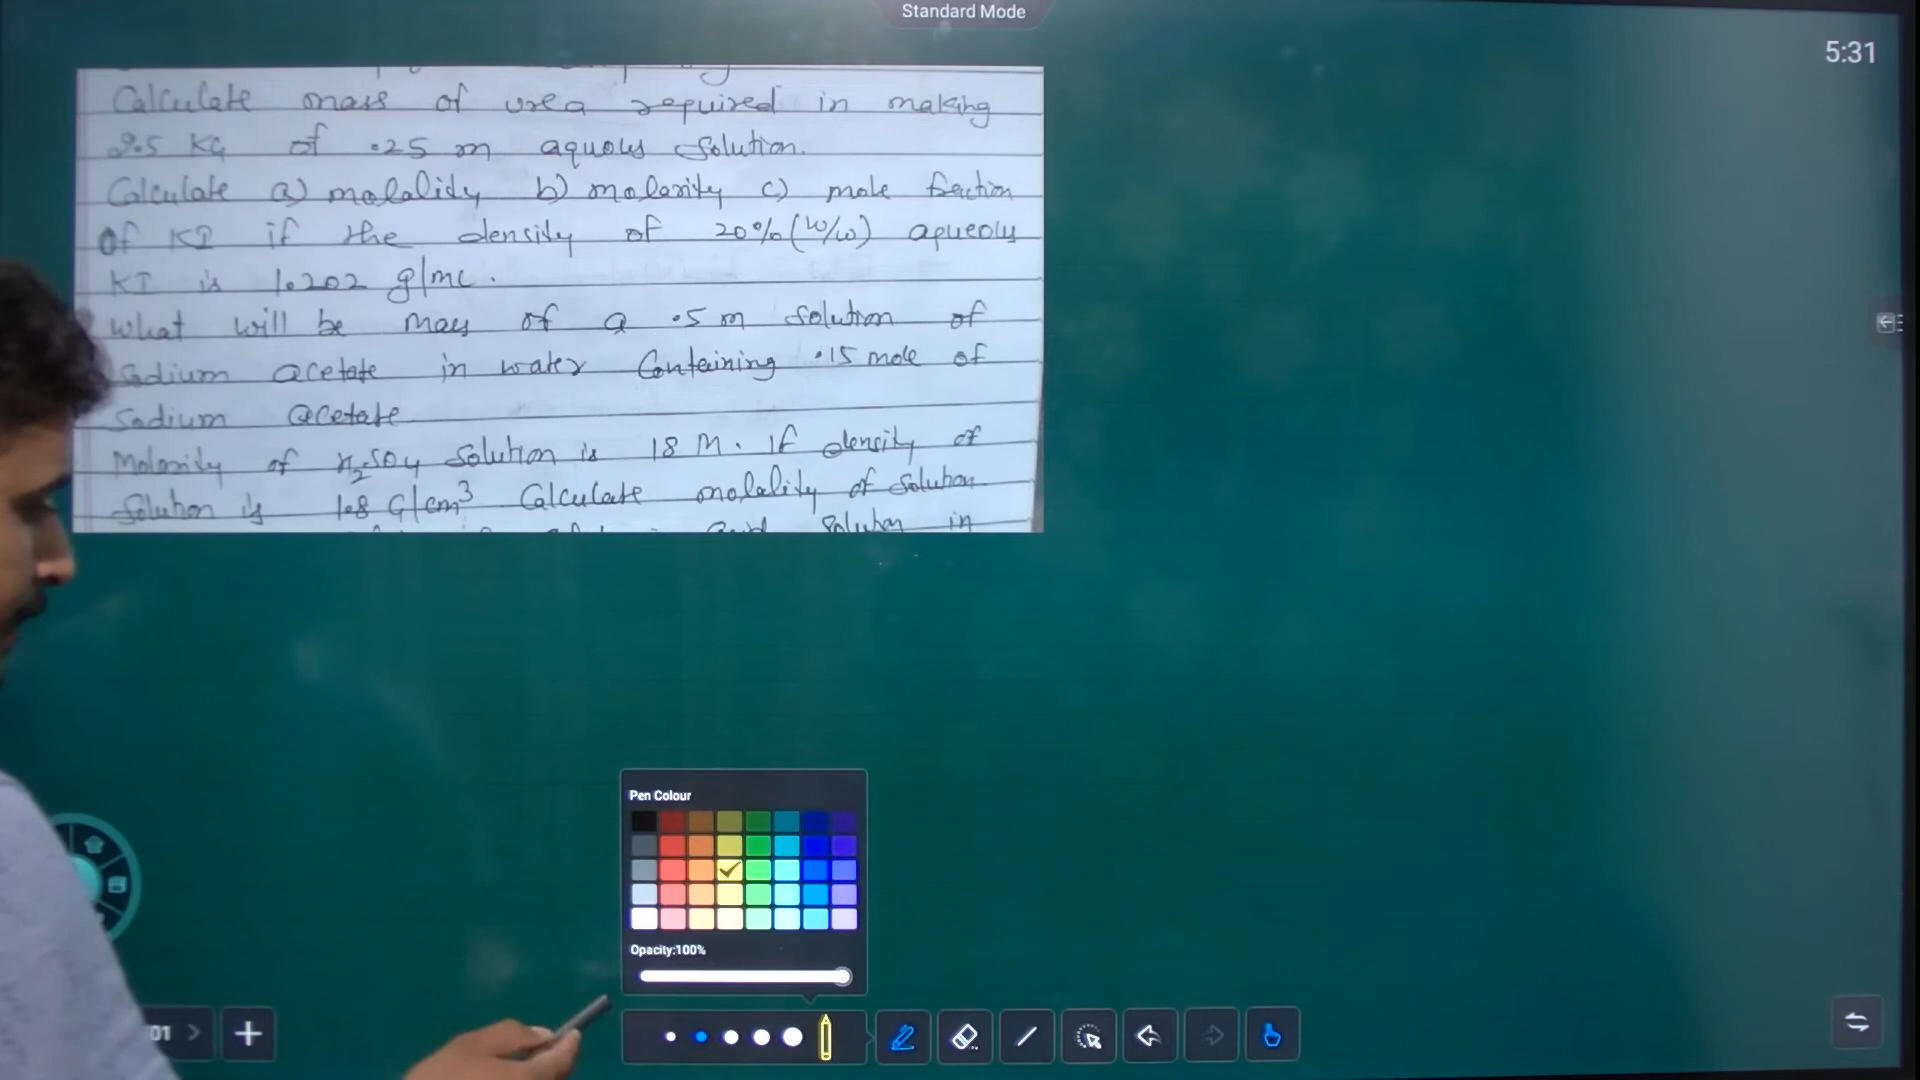 Standard Mode
5:31
Calculate mass of urea required in making
2.5 KG of .25 m aquous solution.
Calculate a) molality b) molarity c) mole fraction
of KI if the density of 20% (w/w) aqueous
KI is 1.202 g/mL.
What will be mass of a .5 m solution of
Sodium acetate in water Containing .15 mole of
Sodium acetate
Molarity of H2SO4 solution is 18 M. If density of
solution is 1.8 G/cm3 Calculate molality of solution
solution in
Pen Colour
Opacity:100%
01